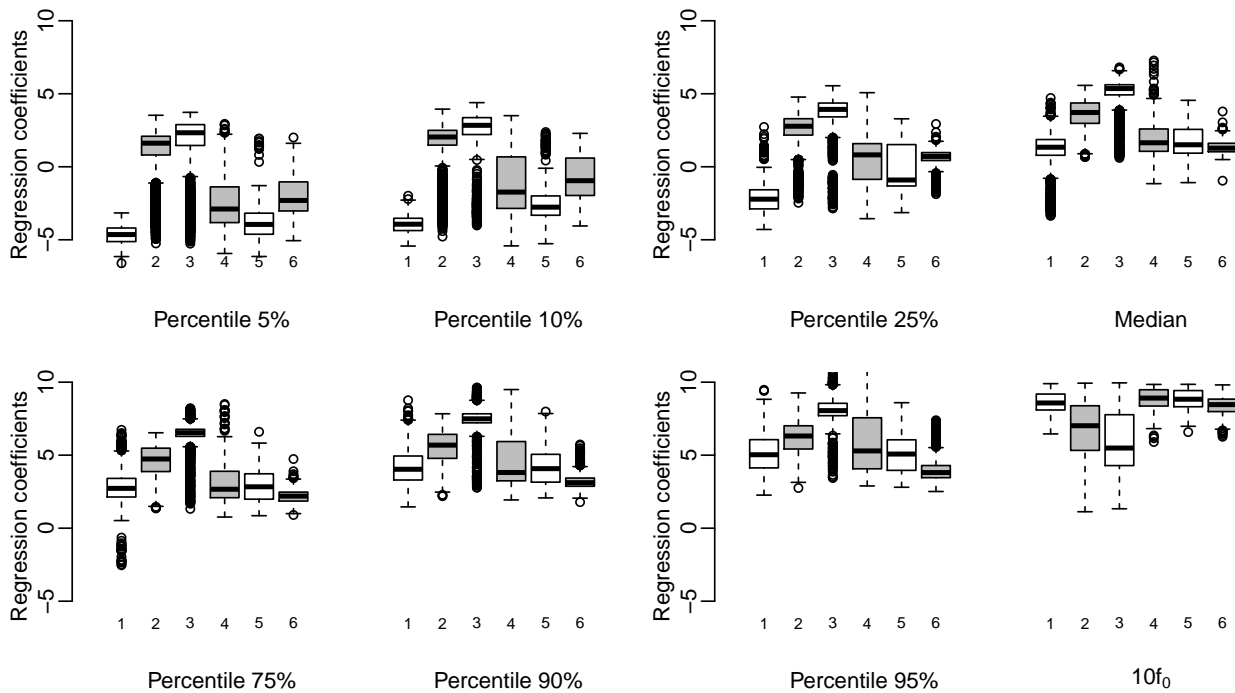 Regression coefficients
10
5
0
−5
1 2 3 4 5 6
Percentile 5%
1 2 3 4 5 6
Percentile 10%
Regression coefficients
10
5
0
−5
1 2 3 4 5 6
Percentile 25%
1 2 3 4 5 6
Median
Regression coefficients
10
5
0
−5
1 2 3 4 5 6
Percentile 75%
1 2 3 4 5 6
Percentile 90%
Regression coefficients
10
5
0
−5
1 2 3 4 5 6
Percentile 95%
1 2 3 4 5 6
10f₀